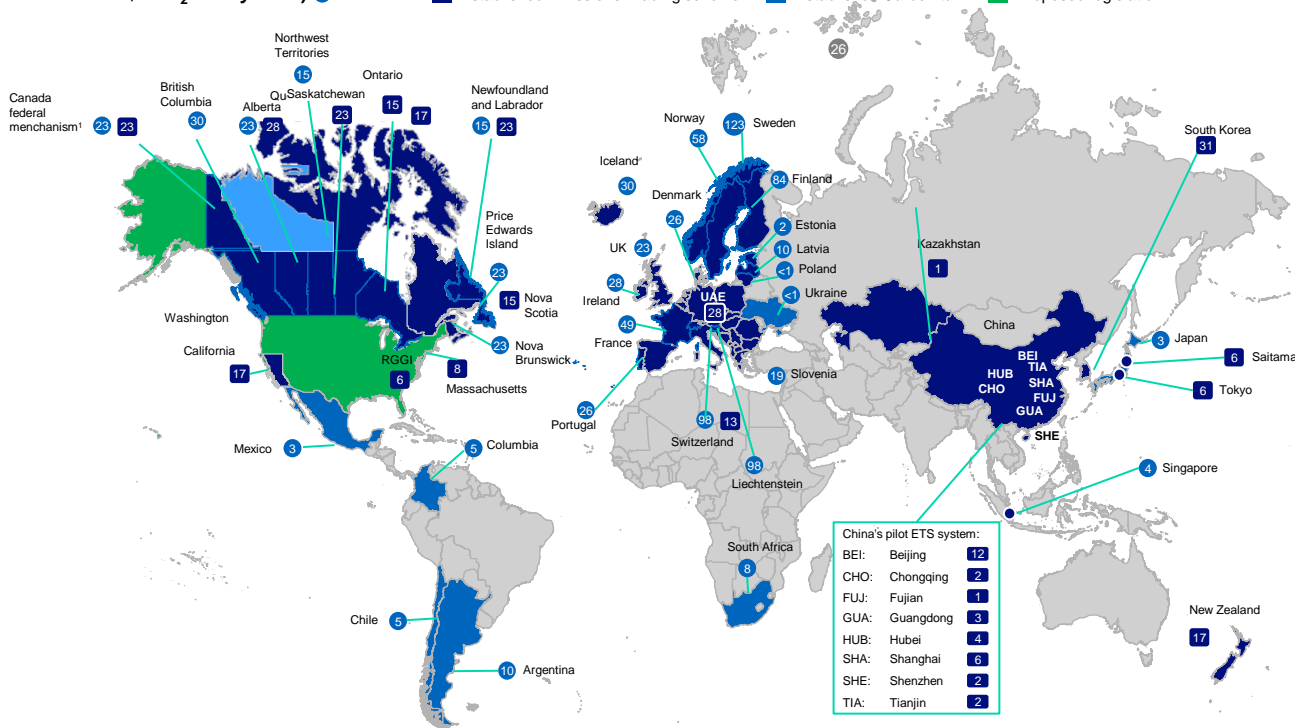 26
Northwest
Territories
15
Ontario
15
17
Canada
federal
menchanism¹
23
23
British
Columbia
30
Alberta
23
28
Qu
Saskatchewan
23
Newfoundland
and Labrador
15
23
Price
Edwards
Island
23
15
Nova
Scotia
23
Nova
Brunswick
Washington
California
17
RGGI
6
8
Massachusetts
Mexico
3
5
Columbia
Chile
5
10
Argentina
Norway
58
123
Sweden
Iceland
30
84
Finland
Denmark
26
2
Estonia
UK
23
10
Latvia
<1
Poland
28
Ireland
<1
Ukraine
UAE
28
49
France
19
Slovenia
26
Portugal
98
13
Switzerland
98
Liechtenstein
South Africa
8
Kazakhstan
1
South Korea
31
China
BEI
TIA
HUB
SHA
CHO
FUJ
GUA
SHE
3
Japan
6
Saitama
6
Tokyo
4
Singapore
China's pilot ETS system:
BEI: Beijing 12
CHO: Chongqing 2
FUJ: Fujian 1
GUA: Guangdong 3
HUB: Hubei 4
SHA: Shanghai 6
SHE: Shenzhen 2
TIA: Tianjin 2
New Zealand
17